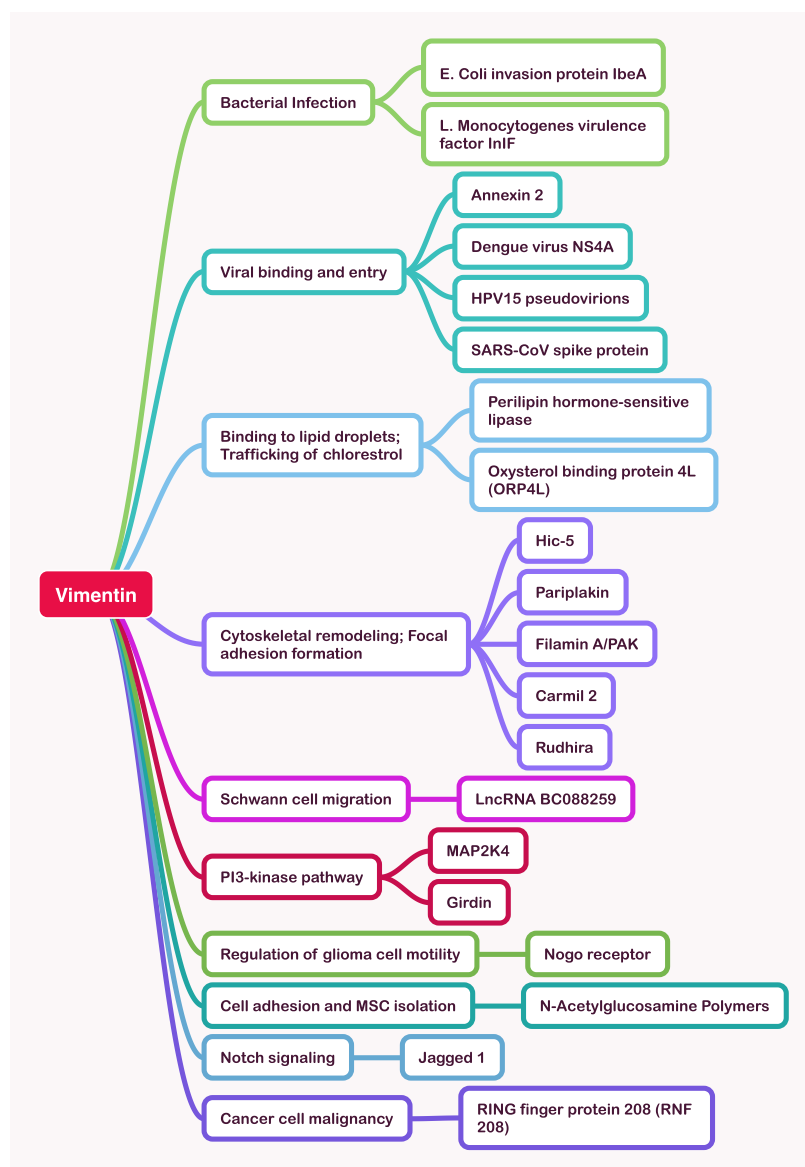 Vimentin
Bacterial Infection
E. Coli invasion protein IbeA
L. Monocytogenes virulence
factor InlF
Viral binding and entry
Annexin 2
Dengue virus NS4A
HPV15 pseudovirions
SARS-CoV spike protein
Binding to lipid droplets;
Trafficking of chlorestrol
Perilipin hormone-sensitive
lipase
Oxysterol binding protein 4L
(ORP4L)
Cytoskeletal remodeling; Focal
adhesion formation
Hic-5
Pariplakin
Filamin A/PAK
Carmil 2
Rudhira
Schwann cell migration
LncRNA BC088259
PI3-kinase pathway
MAP2K4
Girdin
Regulation of glioma cell motility
Nogo receptor
Cell adhesion and MSC isolation
N-Acetylglucosamine Polymers
Notch signaling
Jagged 1
Cancer cell malignancy
RING finger protein 208 (RNF
208)